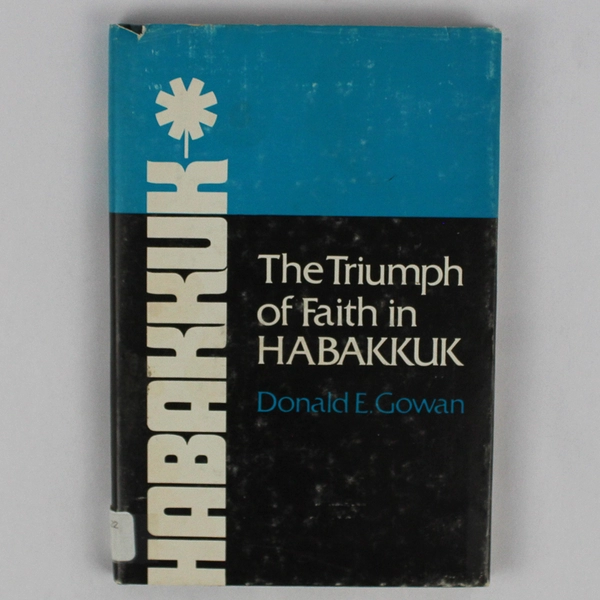 HABAKKUK
The Triumph
of Faith in
HABAKKUK
Donald E. Gowan